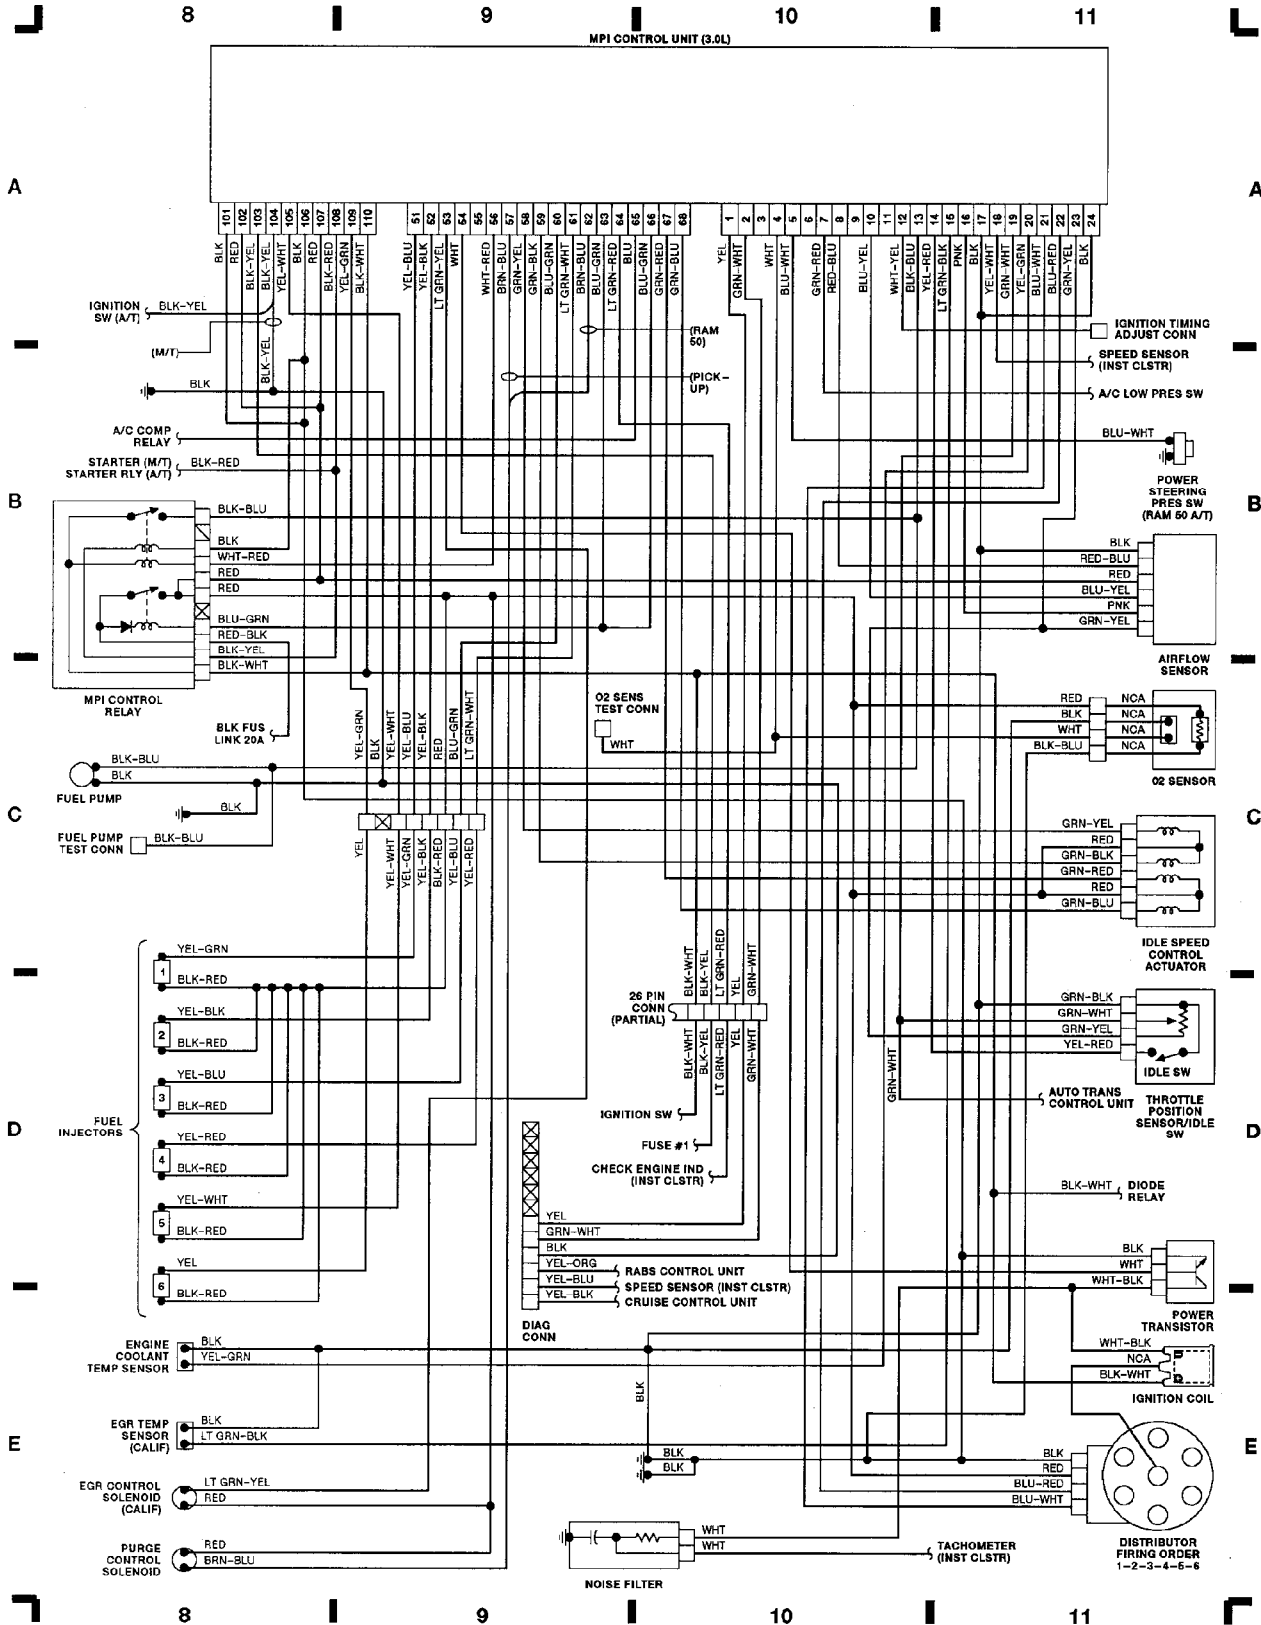 8 9 10 11
MPI CONTROL UNIT (3.0L)
A A
101 102 103 104 105 106 107 108 109 110
51 52 53 54 55 56 57 58 59 60 61 62 63 64 65 66 67 68
1 2 3 4 5 6 7 8 9 10 11 12 13 14 15 16 17 18 19 20 21 22 23 24
BLK
RED
BLK-YEL
BLK-YEL
YEL-WHT
BLK
RED
BLK-RED
YEL-GRN
BLK-WHT
YEL-BLU
YEL-BLK
LT GRN-YEL
WHT
WHT-RED
BRN-BLU
GRN-YEL
GRN-BLK
BLU-GRN
LT GRN-WHT
BRN-BLU
BLU-GRN
LT GRN-RED
BLU
BLU-GRN
GRN-RED
GRN-BLU
YEL
GRN-WHT
WHT
BLU-WHT
GRN-RED
RED-BLU
BLU-YEL
WHT-YEL
BLK-BLU
YEL-RED
LT GRN-BLK
PNK
BLK
YEL-WHT
GRN-WHT
YEL-GRN
BLU-WHT
BLU-RED
GRN-YEL
BLK
IGNITION
SW (A/T)
BLK-YEL
(M/T)
BLK-YEL
BLK
(RAM
50)
(PICK-
UP)
IGNITION TIMING
ADJUST CONN
SPEED SENSOR
(INST CLSTR)
A/C LOW PRES SW
A/C COMP
RELAY
STARTER (M/T)
STARTER RLY (A/T)
BLK-RED
BLU-WHT
POWER
STEERING
PRES SW
(RAM 50 A/T)
B B
BLK-BLU
BLK
WHT-RED
RED
RED
BLU-GRN
RED-BLK
BLK-YEL
BLK-WHT
MPI CONTROL
RELAY
BLK
RED-BLU
RED
BLU-YEL
PNK
GRN-YEL
AIRFLOW
SENSOR
BLK FUS
LINK 20A
O2 SENS
TEST CONN
WHT
RED NCA
BLK NCA
WHT NCA
BLK-BLU NCA
O2 SENSOR
YEL-GRN
BLK
YEL-WHT
YEL-BLU
YEL-BLK
RED
BLU-GRN
LT GRN-WHT
BLK-BLU
BLK
FUEL PUMP
BLK
FUEL PUMP
TEST CONN
BLK-BLU
C C
YEL
YEL-WHT
YEL-GRN
YEL-BLK
BLK-RED
YEL-BLU
YEL-RED
GRN-YEL
RED
GRN-BLK
GRN-RED
RED
GRN-BLU
IDLE SPEED
CONTROL
ACTUATOR
FUEL
INJECTORS
YEL-GRN
1
BLK-RED
YEL-BLK
2
BLK-RED
YEL-BLU
3
BLK-RED
YEL-RED
4
BLK-RED
YEL-WHT
5
BLK-RED
YEL
6
BLK-RED
BLK-WHT
BLK-YEL
LT GRN-RED
YEL
GRN-WHT
26 PIN
CONN
(PARTIAL)
BLK-WHT
BLK-YEL
LT GRN-RED
YEL
GRN-WHT
IGNITION SW
FUSE #1
CHECK ENGINE IND
(INST CLSTR)
GRN-WHT
GRN-BLK
GRN-WHT
GRN-YEL
YEL-RED
IDLE SW
AUTO TRANS
CONTROL UNIT
THROTTLE
POSITION
SENSOR/IDLE
SW
D D
BLK-WHT
DIODE
RELAY
YEL
GRN-WHT
BLK
YEL-ORG RABS CONTROL UNIT
YEL-BLU SPEED SENSOR (INST CLSTR)
YEL-BLK CRUISE CONTROL UNIT
DIAG
CONN
BLK
WHT
WHT-BLK
POWER
TRANSISTOR
ENGINE
COOLANT
TEMP SENSOR
BLK
YEL-GRN
WHT-BLK
NCA
BLK-WHT
IGNITION COIL
BLK
EGR TEMP
SENSOR
(CALIF)
BLK
LT GRN-BLK
E E
BLK
BLK
BLK
RED
BLU-RED
BLU-WHT
EGR CONTROL
SOLENOID
(CALIF)
LT GRN-YEL
RED
PURGE
CONTROL
SOLENOID
RED
BRN-BLU
WHT
WHT
NOISE FILTER
TACHOMETER
(INST CLSTR)
DISTRIBUTOR
FIRING ORDER
1-2-3-4-5-6
8 9 10 11